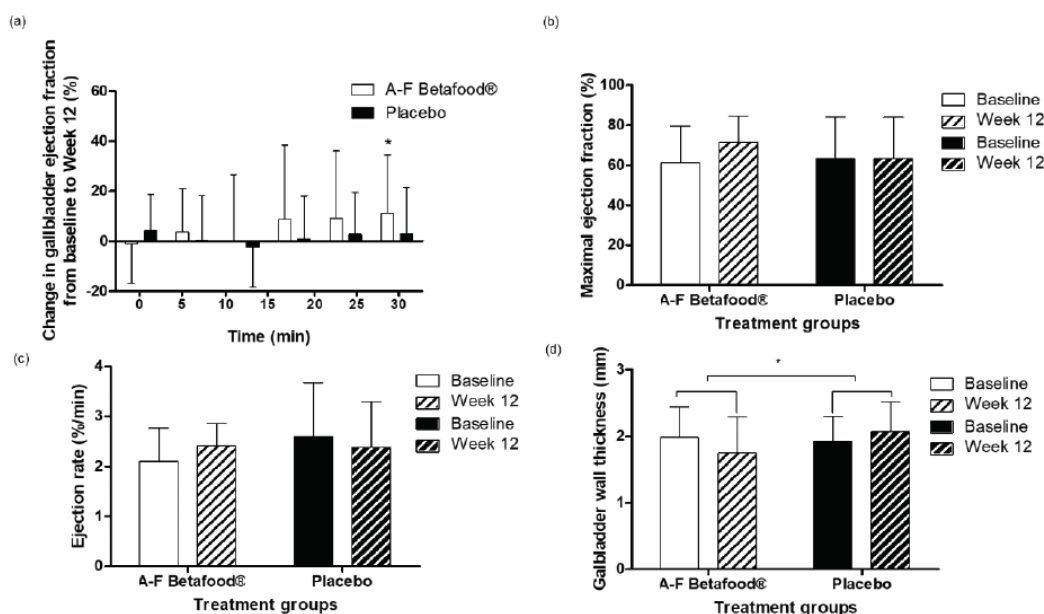 (a)
Change in gallbladder ejection fraction
from baseline to Week 12 (%)
60
40
20
0
-20
A-F Betafood®
Placebo
*
0 5 10 15 20 25 30
Time (min)
(b)
Maximal ejection fraction (%)
100
80
60
40
20
0
Baseline
Week 12
Baseline
Week 12
A-F Betafood® Placebo
Treatment groups
(c)
Ejection rate (%/min)
4
3
2
1
0
Baseline
Week 12
Baseline
Week 12
A-F Betafood® Placebo
Treatment groups
(d)
Gallbladder wall thickness (mm)
3
2
1
0
*
Baseline
Week 12
Baseline
Week 12
A-F Betafood® Placebo
Treatment groups